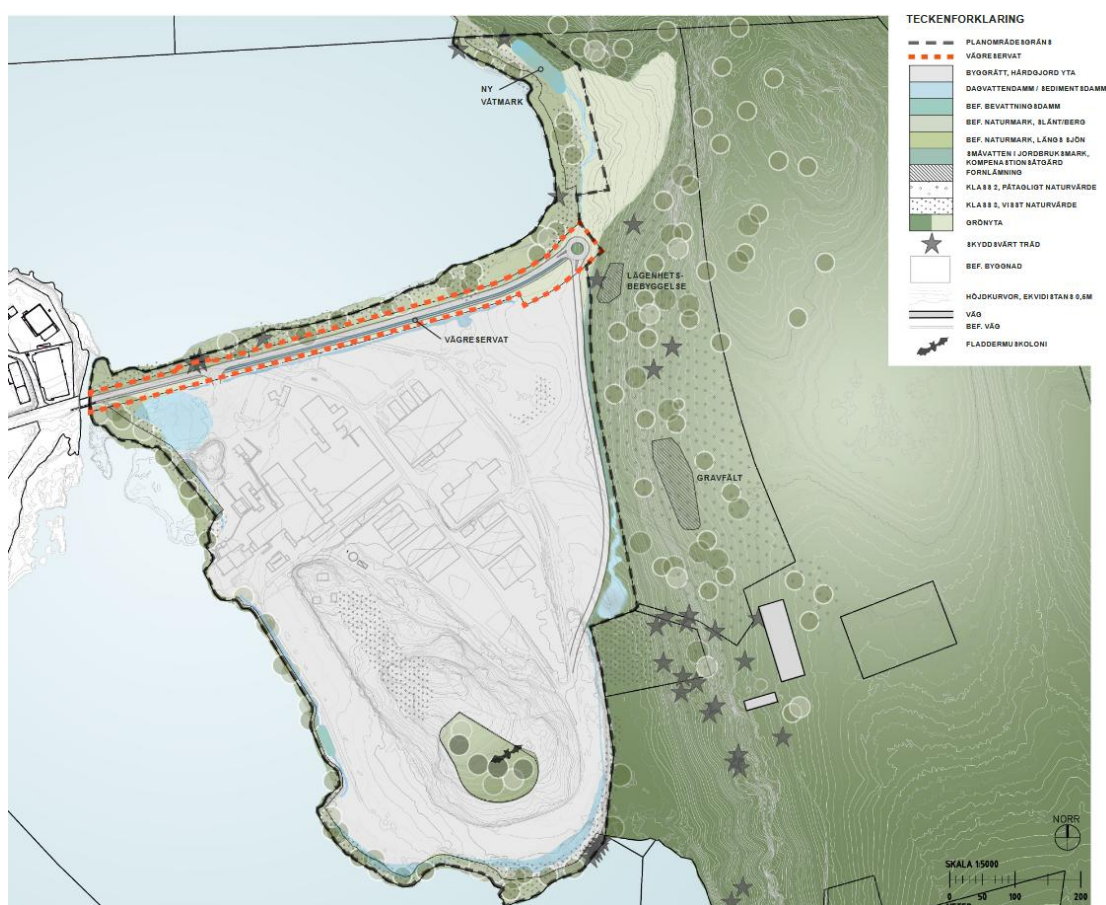 TECKENFORKLARING
PLANOMRÅDESGRÄNS
VÄGRESERVAT
BYGGRÄTT, HÅRDGJORD YTA
DAGVATTENDAMM / SEDIMENTSDAMM
BEF. BEVATTNINGSDAMM
BEF. NATURMARK, SLÄNT/BERG
BEF. NATURMARK, LÄNGS SJÖN
SMÅVATTEN I JORDBRUKSMARK,
KOMPENSATIONSÅTGÄRD
FORNLÄMNING
KLASS 2, PÅTAGLIGT NATURVÄRDE
KLASS 3, VISST NATURVÄRDE
GRÖNYTA
SKYDDSVÄRT TRÄD
BEF. BYGGNAD
HÖJDKURVOR, EKVIDISTANS 0,5M
VÄG
BEF. VÄG
FLADDERMUSKOLONI
NY
VÅTMARK
LÄGENHETS-
BEBYGGELSE
VÄGRESERVAT
GRAVFÄLT
NORR
SKALA 1:5000
0 50 100 200
METER